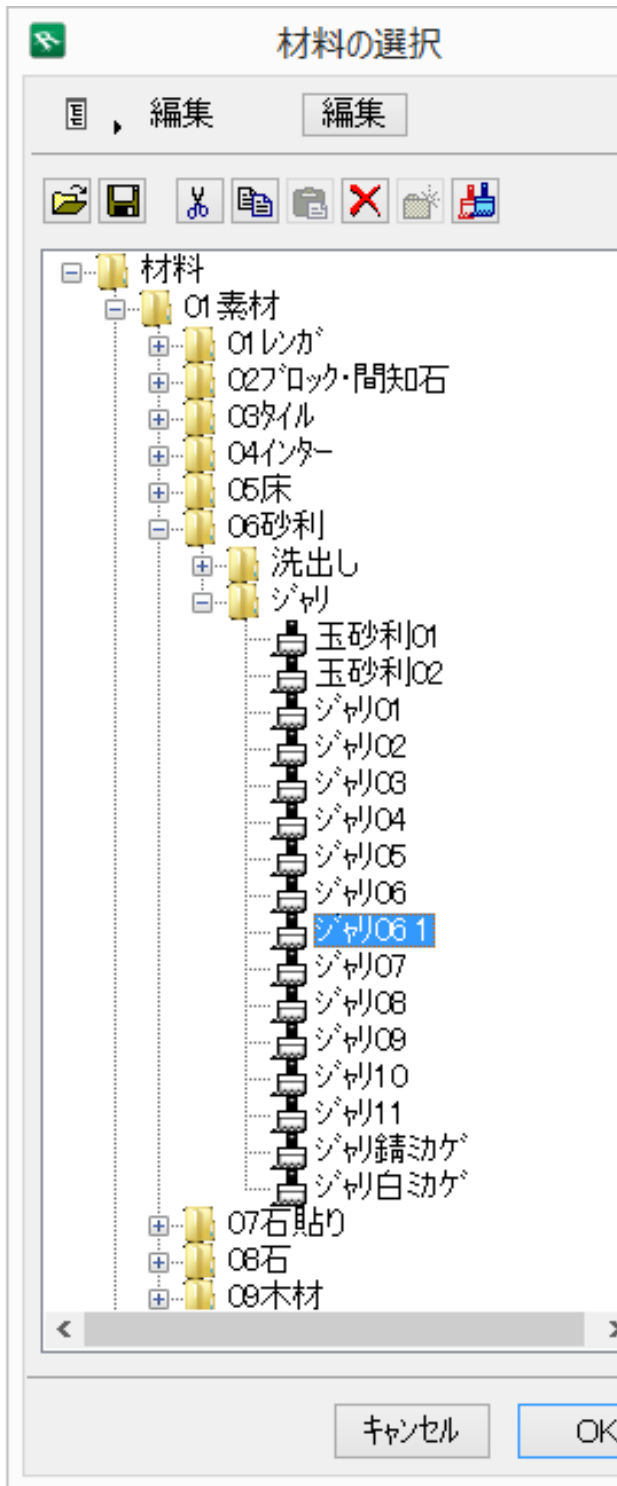 材料の選択
編集 編集
材料
01素材
01レンガ
02ブロック・間知石
03タイル
04インター
05床
06砂利
洗出し
ジャリ
玉砂利01
玉砂利02
ジャリ01
ジャリ02
ジャリ03
ジャリ04
ジャリ05
ジャリ06
ジャリ06 1
ジャリ07
ジャリ08
ジャリ09
ジャリ10
ジャリ11
ジャリ錆ミカゲ
ジャリ白ミカゲ
07石貼り
08石
09木材
キャンセル OK